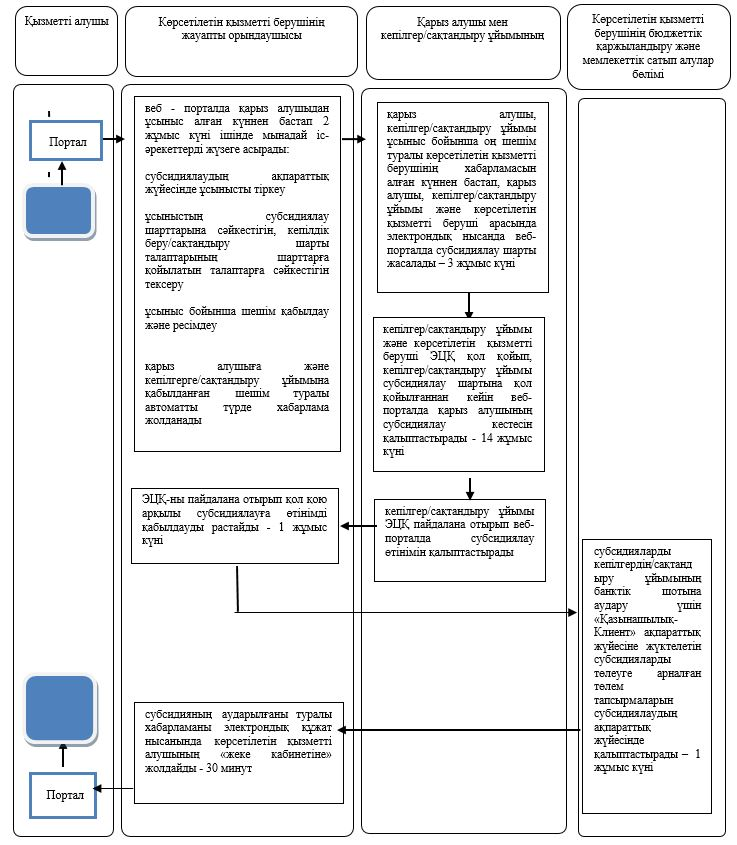 Қызметті алушы
Көрсетілетін қызметті берушінің
жауапты орындаушысы
Қарыз алушы мен
кепілгер/сақтандыру ұйымының
Көрсетілетін қызметті
берушінің бюджеттік
қаржыландыру және
мемлекеттік сатып алулар
бөлімі
Портал
веб - порталда қарыз алушыдан
ұсыныс алған күннен бастап 2
жұмыс күні ішінде мынадай іс-
әрекеттерді жүзеге асырады:
субсидиялаудың ақпараттық
жүйесінде ұсынысты тіркеу
ұсыныстың субсидиялау
шарттарына сәйкестігін, кепілдік
беру/сақтандыру шарты
талаптарының шарттарға
қойылатын талаптарға сәйкестігін
тексеру
ұсыныс бойынша шешім қабылдау
және ресімдеу
қарыз алушыға және
кепілгерге/сақтандыру ұйымына
қабылданған шешім туралы
автоматты түрде хабарлама
жолданады
қарыз алушы,
кепілгер/сақтандыру ұйымы
ұсыныс бойынша оң шешім
туралы көрсетілетін қызметті
берушінің хабарламасын
алған күннен бастап, қарыз
алушы, кепілгер/сақтандыру
ұйымы және көрсетілетін
қызметті беруші арасында
электрондық нысанда веб-
порталда субсидиялау шарты
жасалады – 3 жұмыс күні
кепілгер/сақтандыру ұйымы
және көрсетілетін қызметті
беруші ЭЦҚ қол қойып,
кепілгер/сақтандыру ұйымы
субсидиялау шартына қол
қойылғаннан кейін веб-
порталда қарыз алушының
субсидиялау кестесін
қалыптастырады - 14 жұмыс
күні
ЭЦҚ-ны пайдалана отырып қол қою
арқылы субсидиялауға өтінімді
қабылдауды растайды - 1 жұмыс
күні
кепілгер/сақтандыру ұйымы
ЭЦҚ пайдалана отырып веб-
порталда субсидиялау
өтінімін қалыптастырады
субсидияларды
кепілгердің/сақтанд
ыру ұйымының
банктік шотына
аудару үшін
«Қазынашылық-
Клиент» ақпараттық
жүйесіне жүктелетін
субсидияларды
төлеуге арналған
төлем
тапсырмаларын
субсидиялаудың
ақпараттық
жүйесінде
қалыптастырады – 1
жұмыс күні
субсидияның аударылғаны туралы
хабарламаны электрондық құжат
нысанында көрсетілетін қызметті
алушының «жеке кабинетіне»
жолдайды - 30 минут
Портал